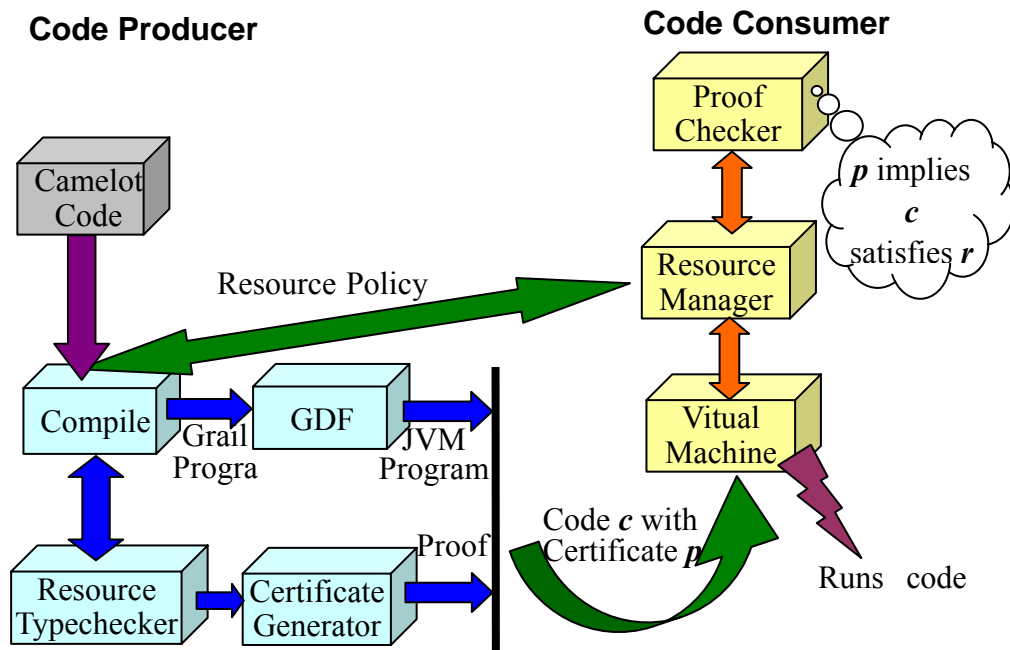 Code Producer
Code Consumer
Proof
Checker
Camelot
Code
p implies
c
satisfies r
Resource Policy
Resource
Manager
Compile
GDF
Vitual
Machine
Grail
Progra
JVM
Program
Code c with
Certificate p
Proof
Runs code
Resource
Typechecker
Certificate
Generator